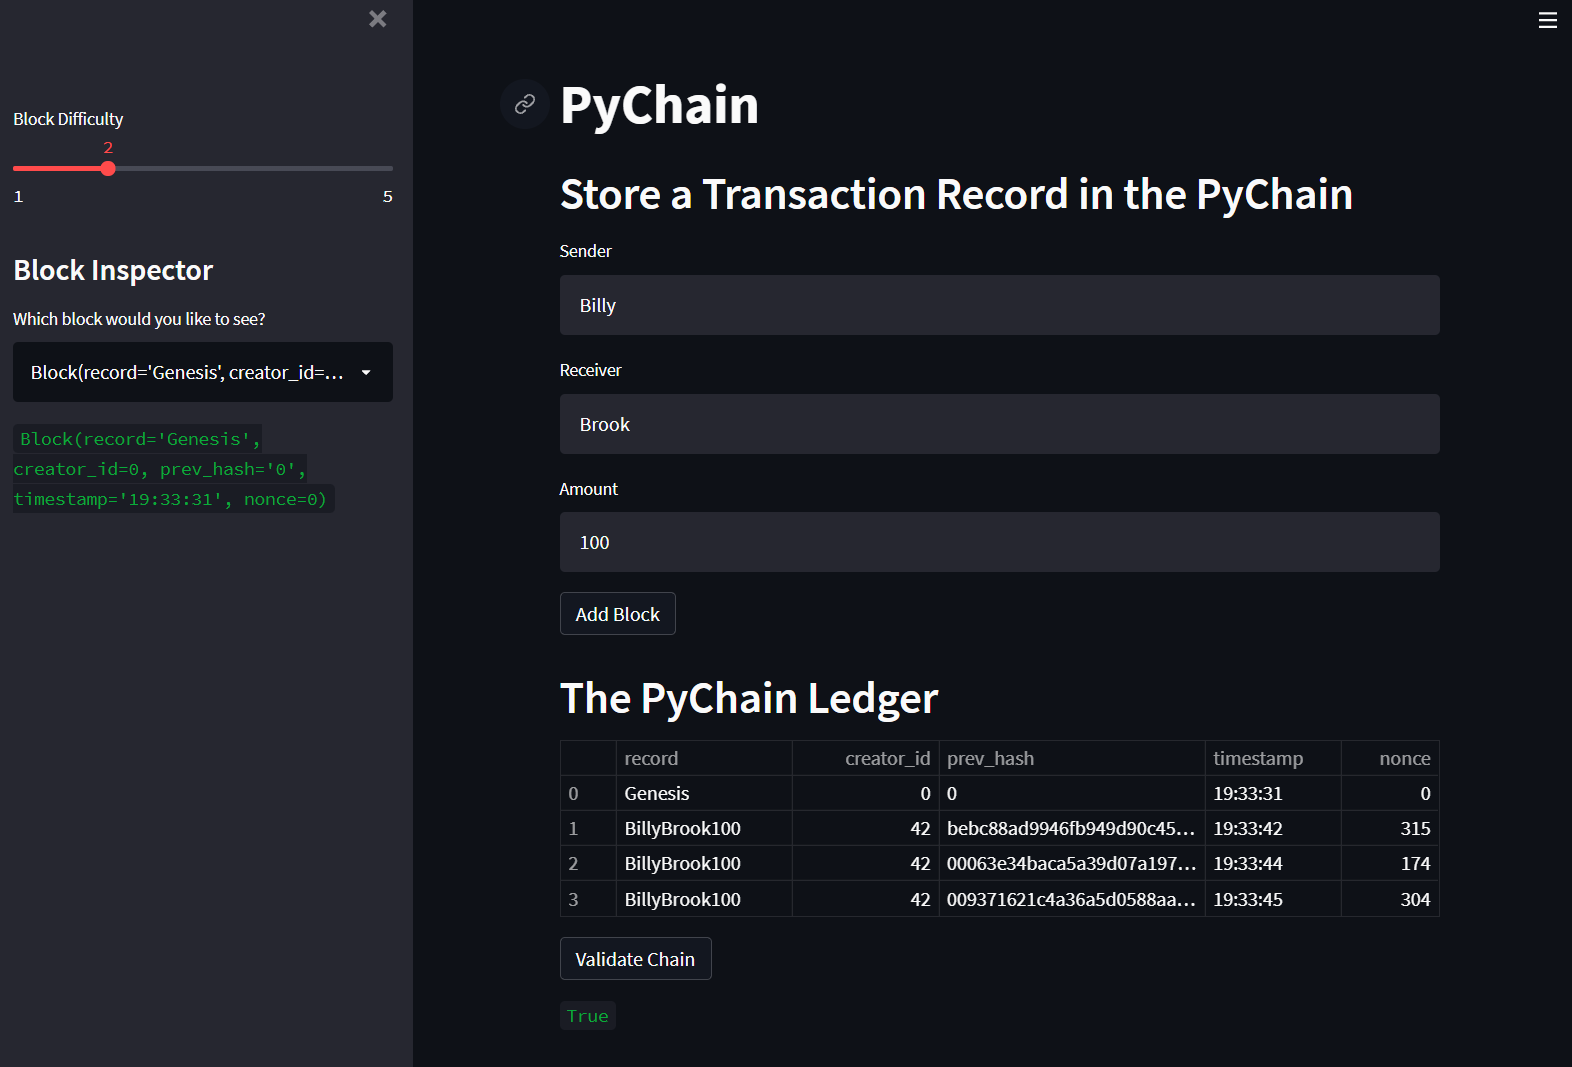 Block Difficulty
2
1 5
Block Inspector
Which block would you like to see?
Block(record='Genesis', creator_id=...
Block(record='Genesis',
creator_id=0, prev_hash='0',
timestamp='19:33:31', nonce=0)
PyChain
Store a Transaction Record in the PyChain
Sender
Billy
Receiver
Brook
Amount
100
Add Block
The PyChain Ledger
record creator_id prev_hash timestamp nonce
0 Genesis 0 0 19:33:31 0
1 BillyBrook100 42 bebc88ad9946fb949d90c45... 19:33:42 315
2 BillyBrook100 42 00063e34baca5a39d07a197... 19:33:44 174
3 BillyBrook100 42 009371621c4a36a5d0588aa... 19:33:45 304
Validate Chain
True